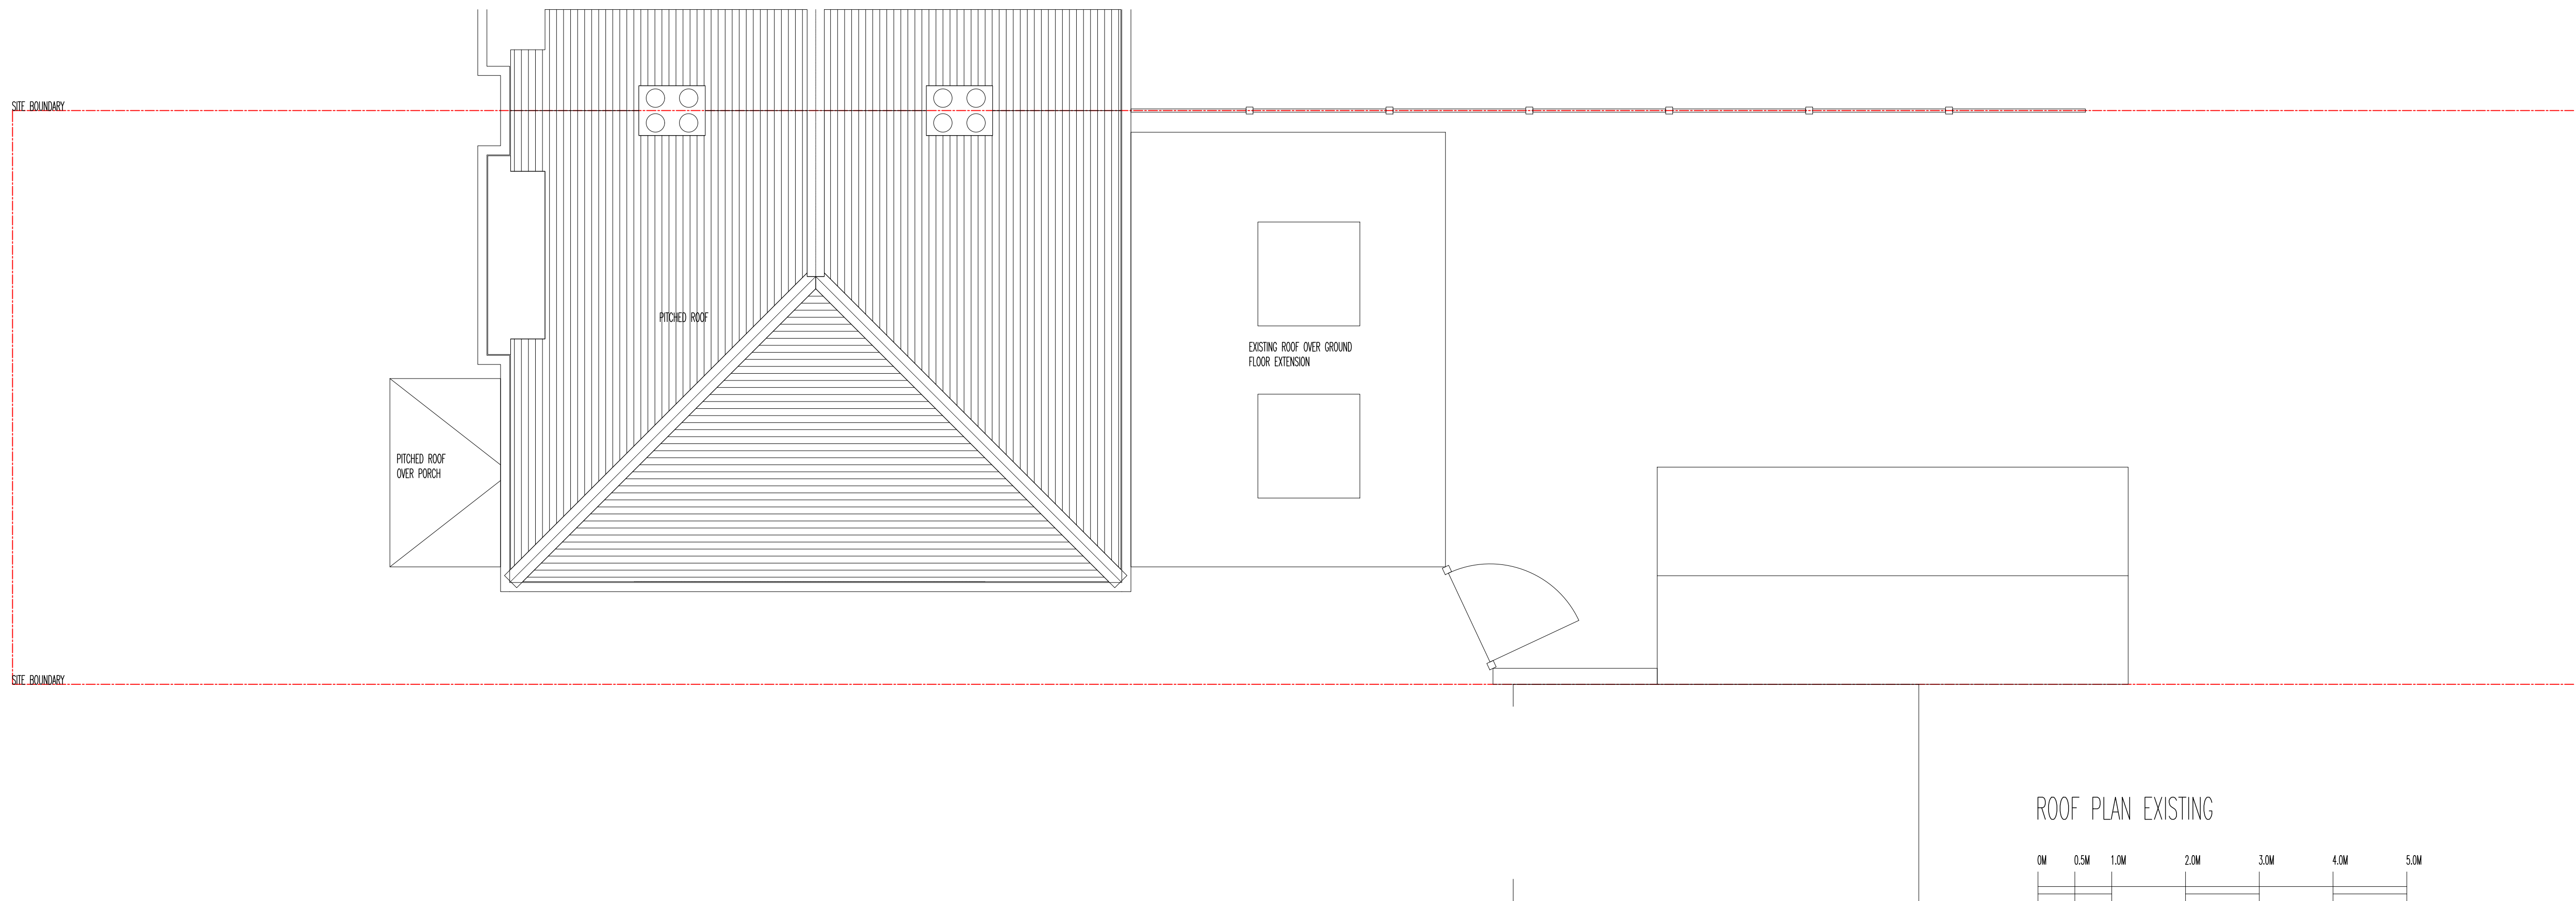 SITE BOUNDARY
PITCHED ROOF
EXISTING ROOF OVER GROUND
FLOOR EXTENSION
PITCHED ROOF
OVER PORCH
SITE BOUNDARY
ROOF PLAN EXISTING
0M 0.5M 1.0M 2.0M 3.0M 4.0M 5.0M